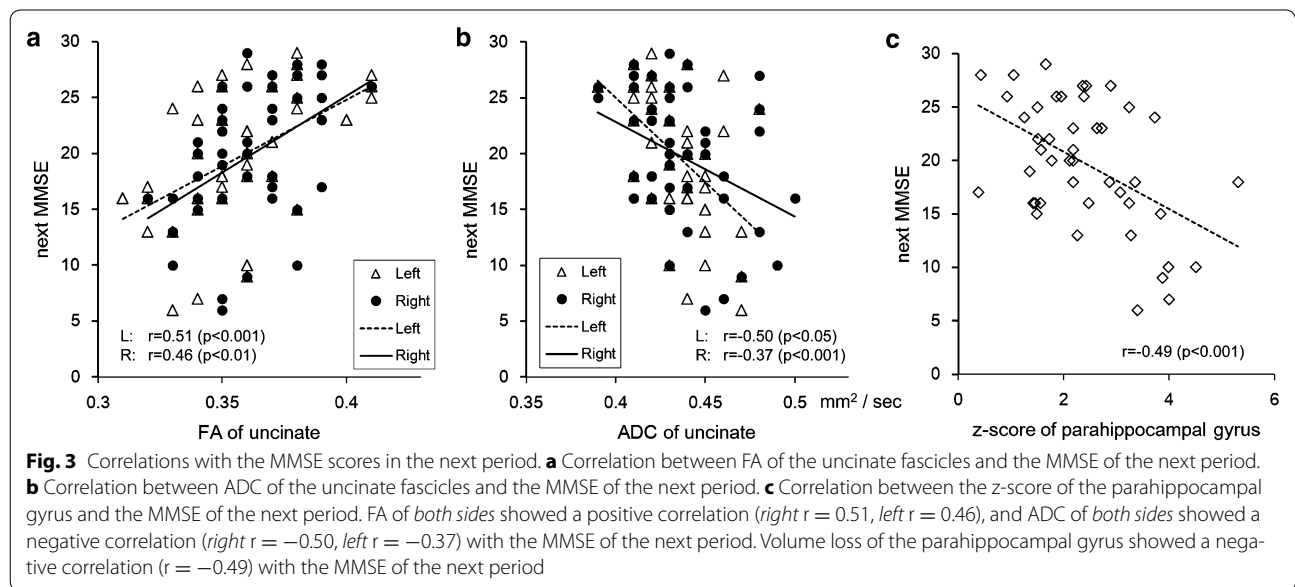 a
30
25
20
15
10
5
0
next MMSE
Left
Right
Left
Right
L: r=0.51 (p<0.001)
R: r=0.46 (p<0.01)
0.3 0.35 0.4
FA of uncinate
b
30
25
20
15
10
5
0
next MMSE
Left
Right
Left
Right
L: r=-0.50 (p<0.05)
R: r=-0.37 (p<0.001)
0.35 0.4 0.45 0.5 mm² / sec
ADC of uncinate
c
30
25
20
15
10
5
0
next MMSE
r=-0.49 (p<0.001)
0 2 4 6
z-score of parahippocampal gyrus
Fig. 3 Correlations with the MMSE scores in the next period. a Correlation between FA of the uncinate fascicles and the MMSE of the next period.
b Correlation between ADC of the uncinate fascicles and the MMSE of the next period. c Correlation between the z-score of the parahippocampal
gyrus and the MMSE of the next period. FA of both sides showed a positive correlation (right r = 0.51, left r = 0.46), and ADC of both sides showed a
negative correlation (right r = −0.50, left r = −0.37) with the MMSE of the next period. Volume loss of the parahippocampal gyrus showed a nega-
tive correlation (r = −0.49) with the MMSE of the next period